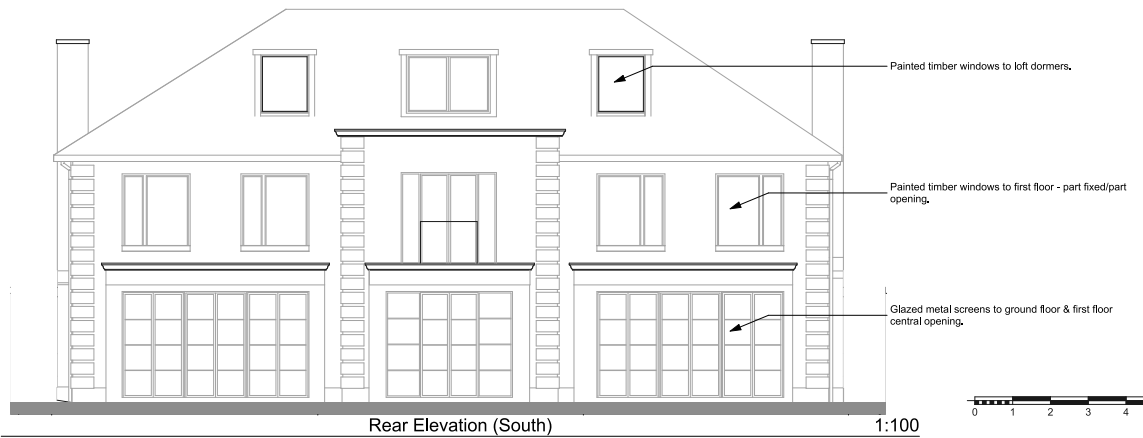 Painted timber windows to loft dormers.
Painted timber windows to first floor - part fixed/part
opening.
Glazed metal screens to ground floor & first floor
central opening.
Rear Elevation (South)
1:100
0 1 2 3 4